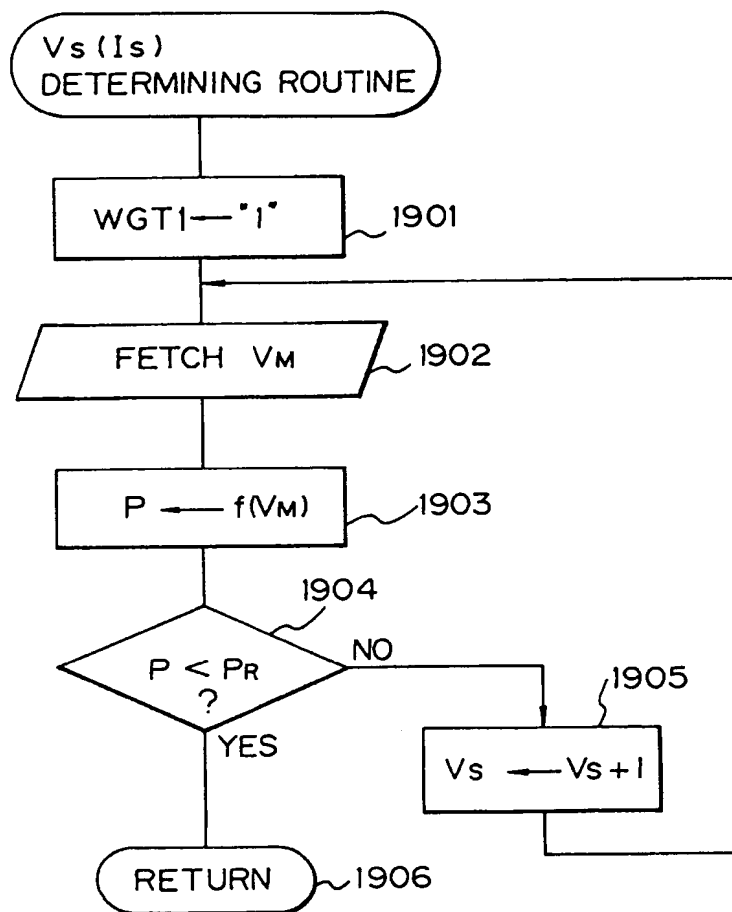 Vs (Is)
DETERMINING ROUTINE
WGT1 ← "1"
1901
FETCH VM
1902
P ← f(VM)
1903
1904
P < PR
?
NO
YES
1905
Vs ← Vs + 1
RETURN
1906